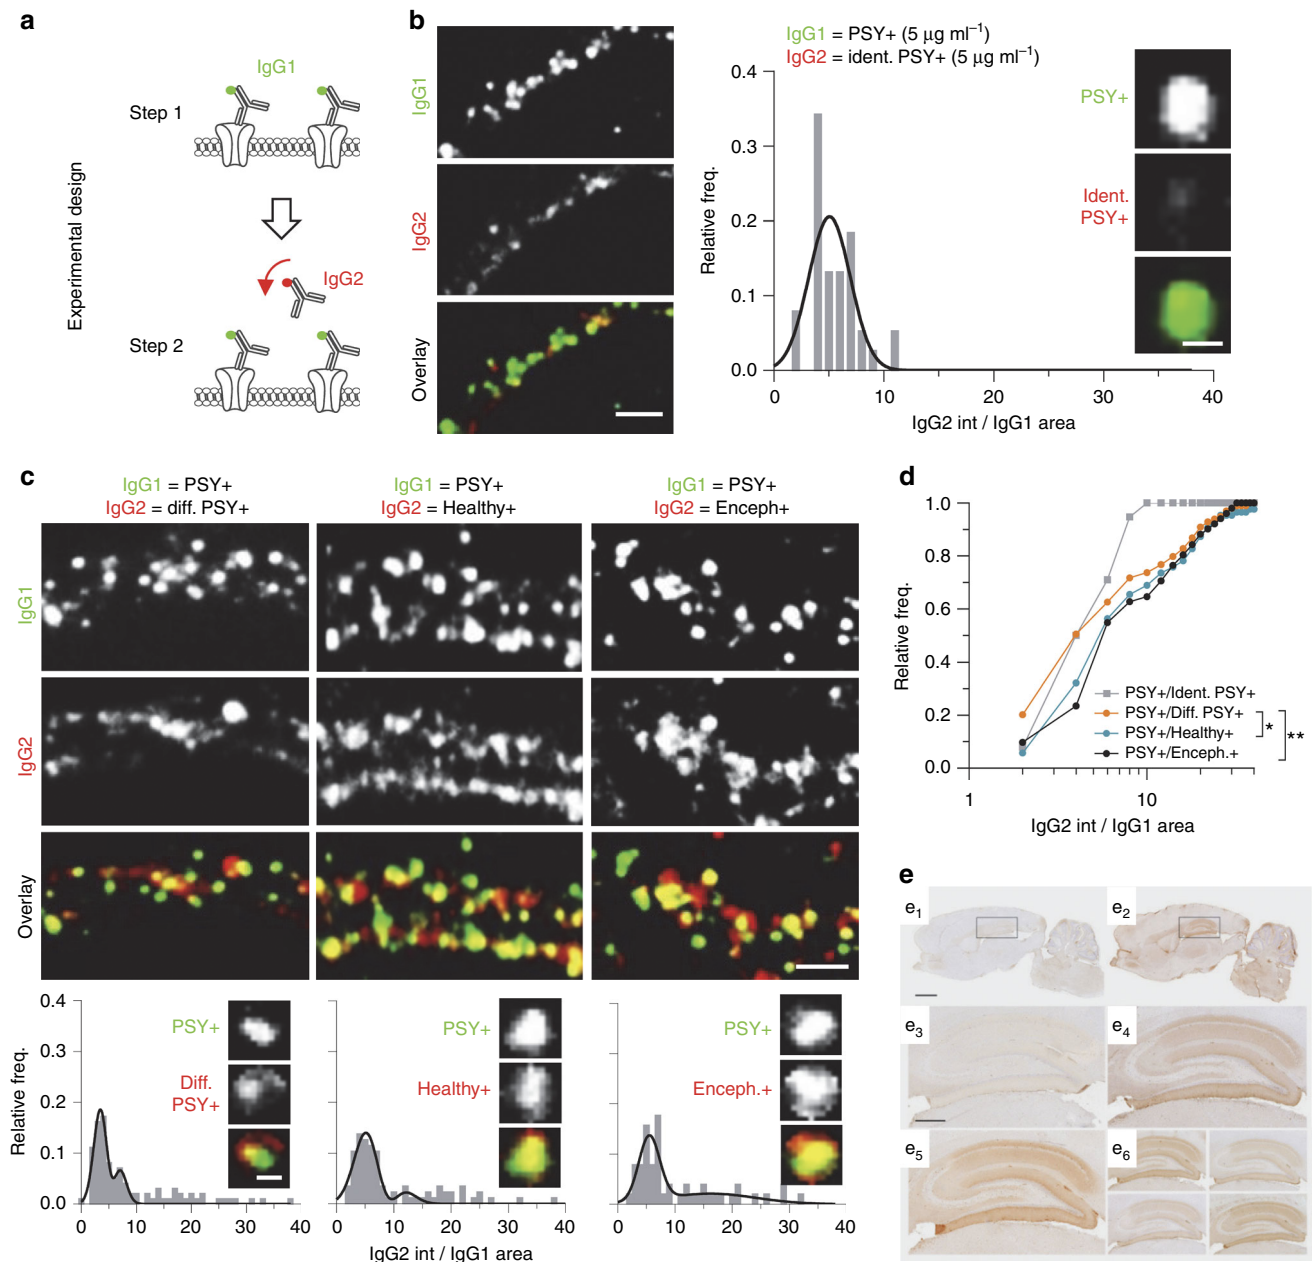 a
Experimental design
Step 1
IgG1
IgG2
Step 2
b
IgG1
IgG2
Overlay
IgG1 = PSY+ (5 µg ml⁻¹)
IgG2 = ident. PSY+ (5 µg ml⁻¹)
Relative freq.
0.4
0.3
0.2
0.1
0.0
0 10 20 30 40
IgG2 int / IgG1 area
PSY+
Ident.
PSY+
c
IgG1 = PSY+
IgG2 = diff. PSY+
IgG1 = PSY+
IgG2 = Healthy+
IgG1 = PSY+
IgG2 = Enceph+
IgG1
IgG2
Overlay
Relative freq.
0.4
0.3
0.2
0.1
0.0
0 10 20 30 40
PSY+
Diff.
PSY+
0 10 20 30 40
PSY+
Healthy+
0 10 20 30 40
PSY+
Enceph.+
IgG2 int / IgG1 area
d
Relative freq.
1.0
0.8
0.6
0.4
0.2
0.0
1 10
IgG2 int / IgG1 area
PSY+/Ident. PSY+
PSY+/Diff. PSY+
PSY+/Healthy+
PSY+/Enceph.+
*
**
e
e1
e2
e3
e4
e5
e6